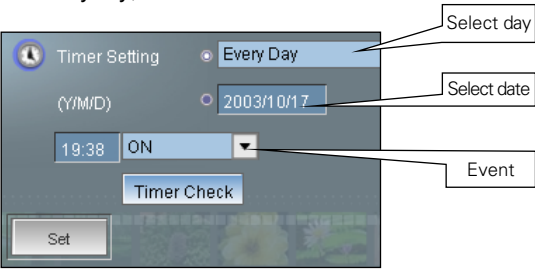 Select day
Timer Setting Every Day
Select date
(Y/M/D) 2003/10/17
19:38 ON
Event
Timer Check
Set